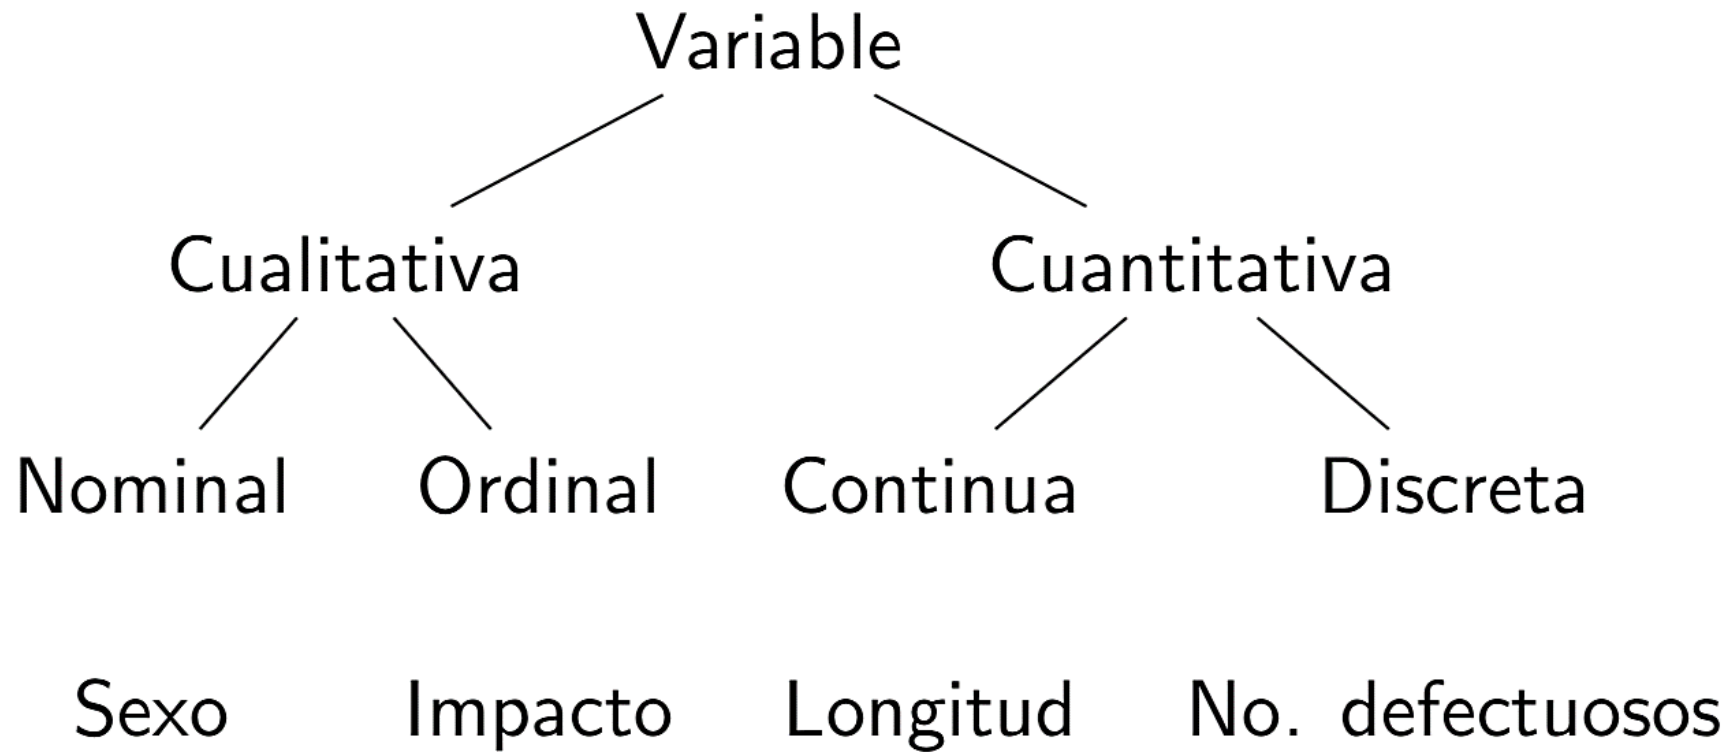 Variable
Cualitativa Cuantitativa
Nominal Ordinal Continua Discreta
Sexo Impacto Longitud No. defectuosos